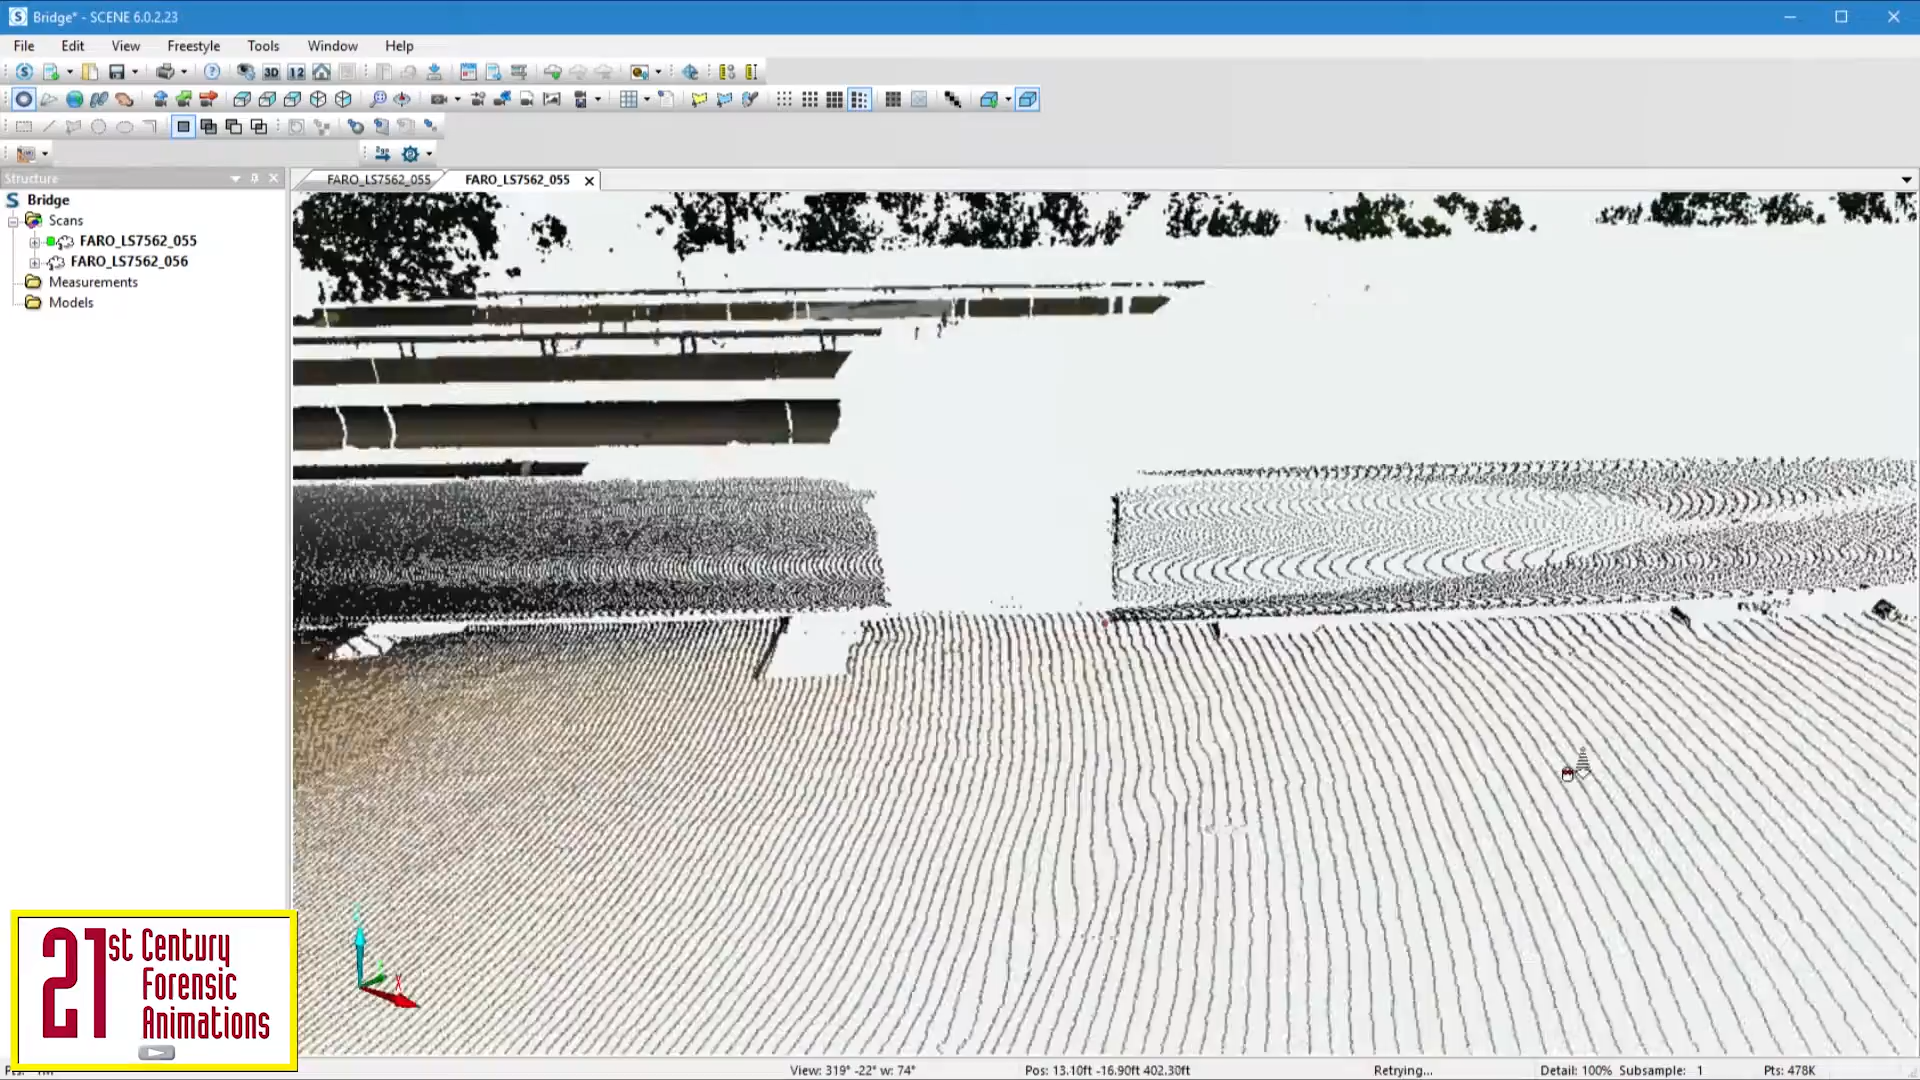 Bridge* - SCENE 6.0.2.23
File Edit View Freestyle Tools Window Help
3D 12
Structure
FARO_LS7562_055 FARO_LS7562_055
Bridge
Scans
FARO_LS7562_055
FARO_LS7562_056
Measurements
Models
X
21st Century
Forensic
Animations
View: 319° -22° w: 74° Pos: 13.10ft -16.90ft 402.30ft Retrying... Detail: 100% Subsample: 1 Pts: 478K